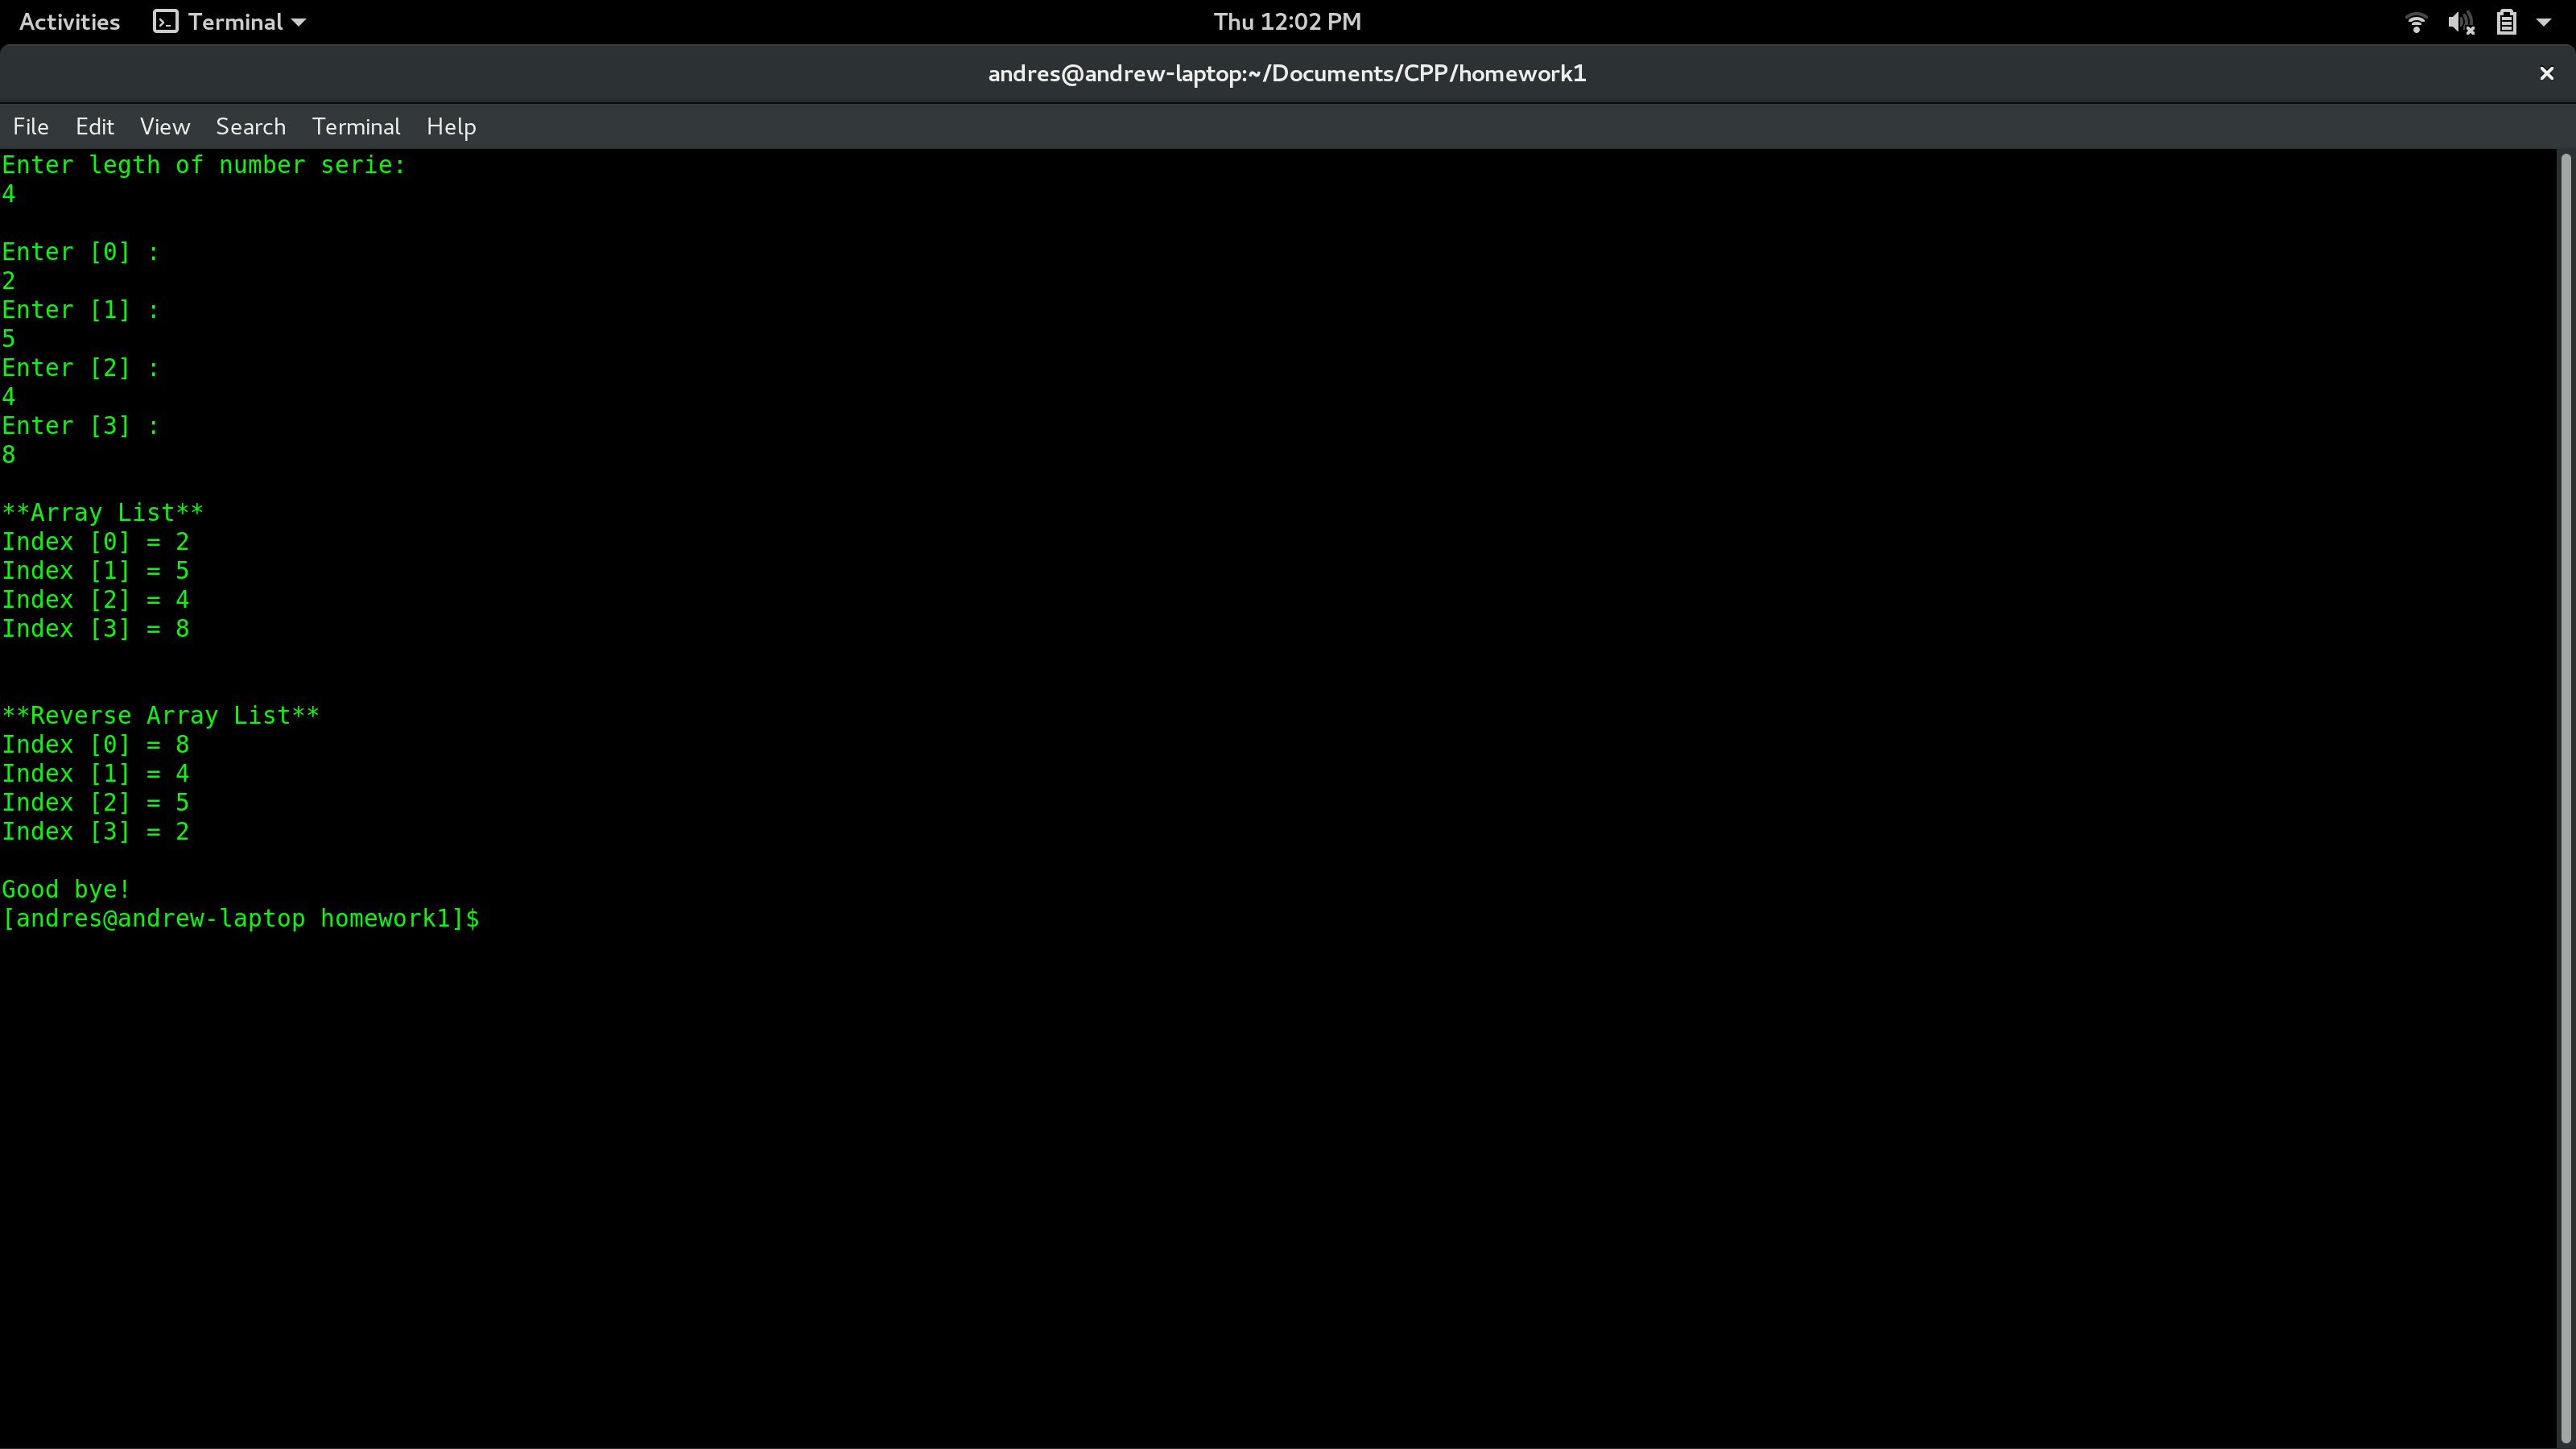 Activities Terminal Thu 12:02 PM
andres@andrew-laptop:~/Documents/CPP/homework1
File Edit View Search Terminal Help
Enter legth of number serie:
4
Enter [0] :
2
Enter [1] :
5
Enter [2] :
4
Enter [3] :
8
**Array List**
Index [0] = 2
Index [1] = 5
Index [2] = 4
Index [3] = 8
**Reverse Array List**
Index [0] = 8
Index [1] = 4
Index [2] = 5
Index [3] = 2
Good bye!
[andres@andrew-laptop homework1]$